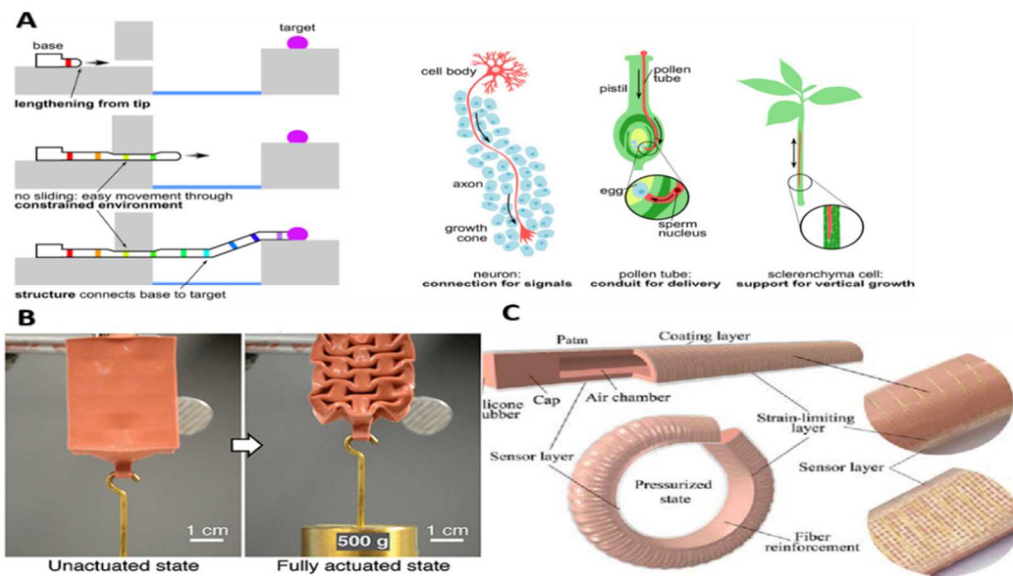 A
base
target
lengthening from tip
no sliding: easy movement through
constrained environment
structure connects base to target
cell body
axon
growth
cone
neuron:
connection for signals
pollen
tube
pistil
egg
sperm
nucleus
pollen tube:
conduit for delivery
sclerenchyma cell:
support for vertical growth
B
1 cm
Unactuated state
500 g
1 cm
Fully actuated state
C
Patm
Coating layer
Cap
Air chamber
ilicone
rubber
Strain-limiting
layer
Sensor layer
Sensor layer
Pressurized
state
Fiber
reinforcement